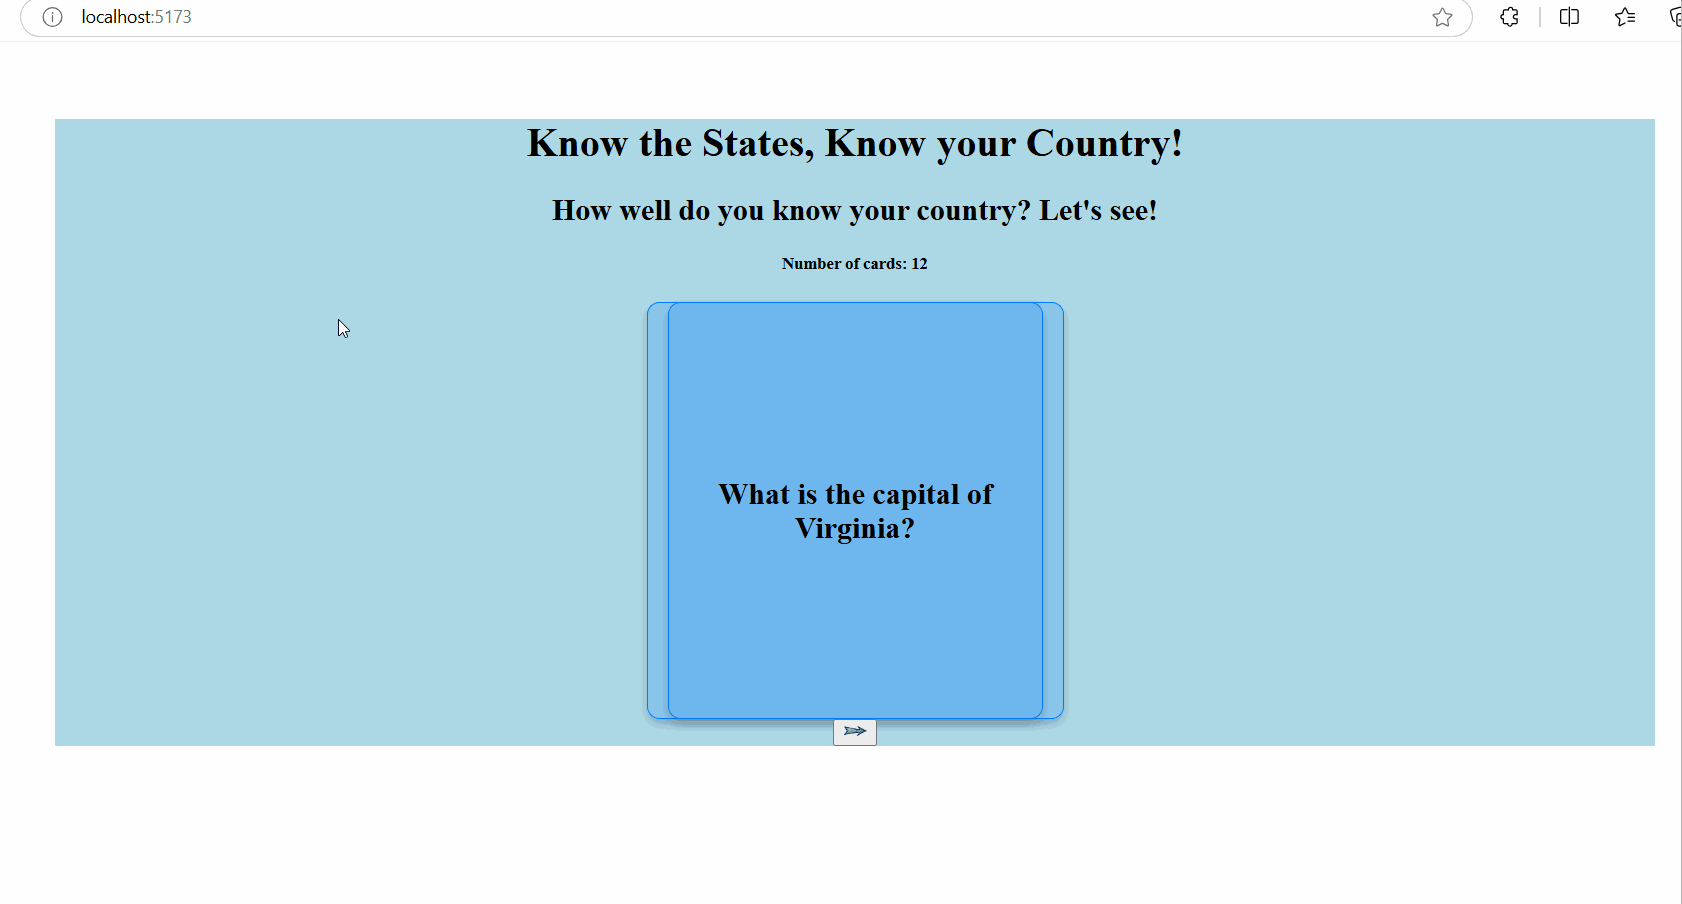 localhost:5173
Know the States, Know your Country!
How well do you know your country? Let's see!
Number of cards: 12
What is the capital of
Virginia?